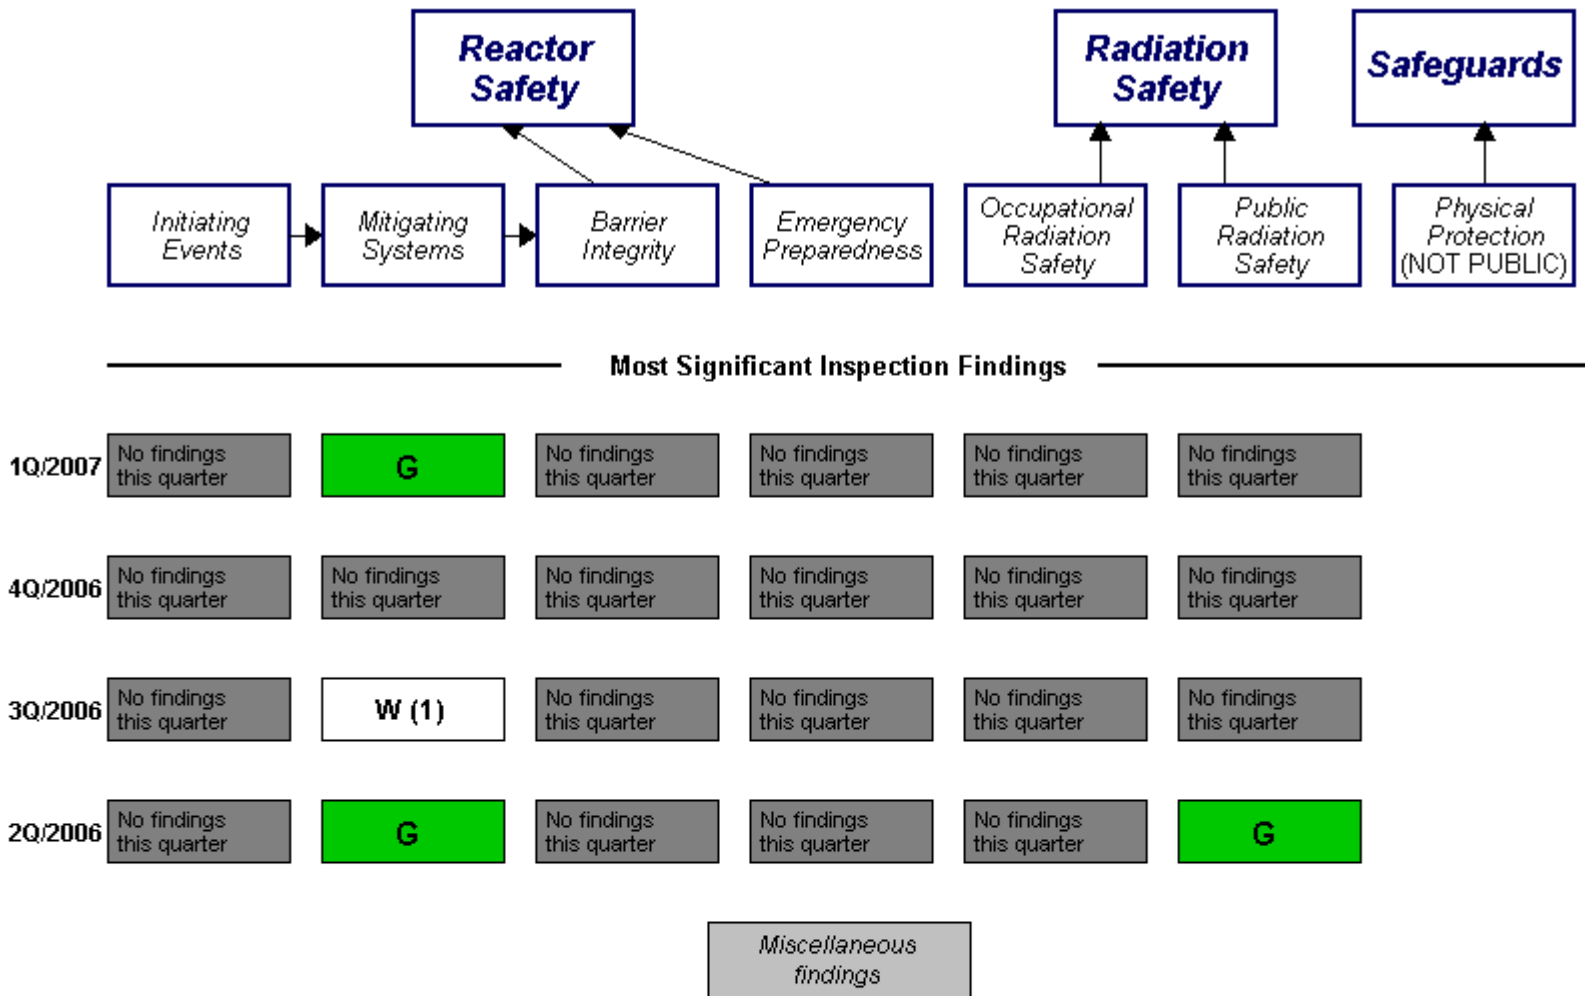 Reactor
Safety
Radiation
Safety
Safeguards
Initiating
Events
Mitigating
Systems
Barrier
Integrity
Emergency
Preparedness
Occupational
Radiation
Safety
Public
Radiation
Safety
Physical
Protection
(NOT PUBLIC)
Most Significant Inspection Findings
1Q/2007
No findings
this quarter
G
No findings
this quarter
No findings
this quarter
No findings
this quarter
No findings
this quarter
4Q/2006
No findings
this quarter
No findings
this quarter
No findings
this quarter
No findings
this quarter
No findings
this quarter
No findings
this quarter
3Q/2006
No findings
this quarter
W (1)
No findings
this quarter
No findings
this quarter
No findings
this quarter
No findings
this quarter
2Q/2006
No findings
this quarter
G
No findings
this quarter
No findings
this quarter
No findings
this quarter
G
Miscellaneous
findings